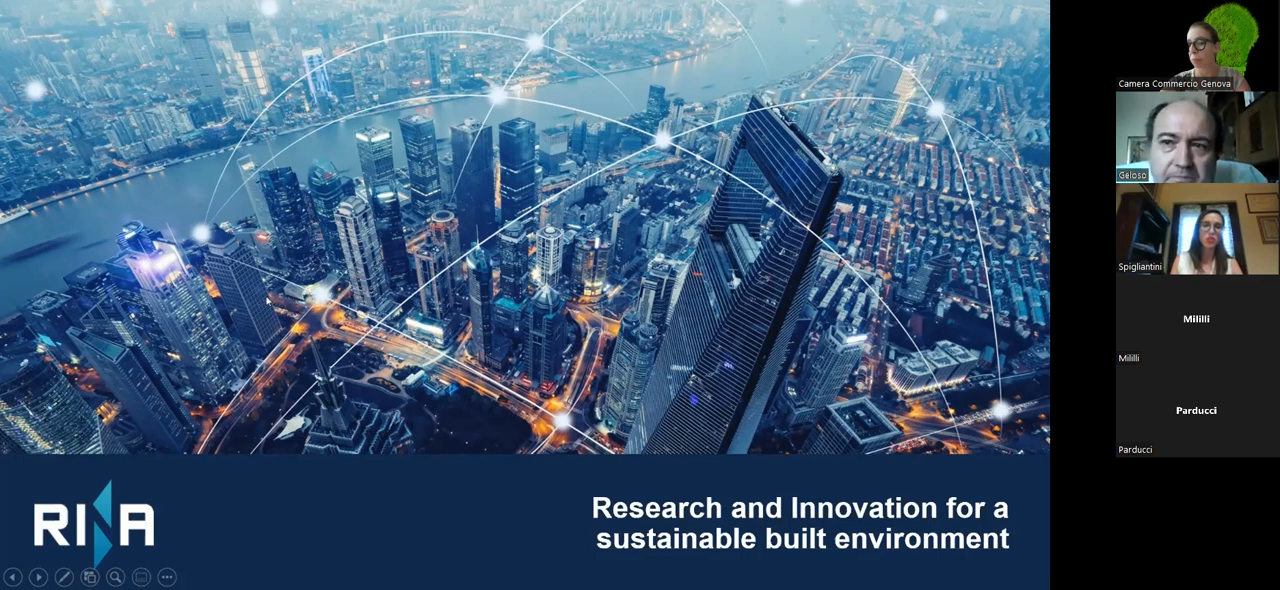 Camera Commercio Genova
Geloso
Spigliantini
Mililli
Mililli
Parducci
Parducci
RINA
Research and Innovation for a
sustainable built environment